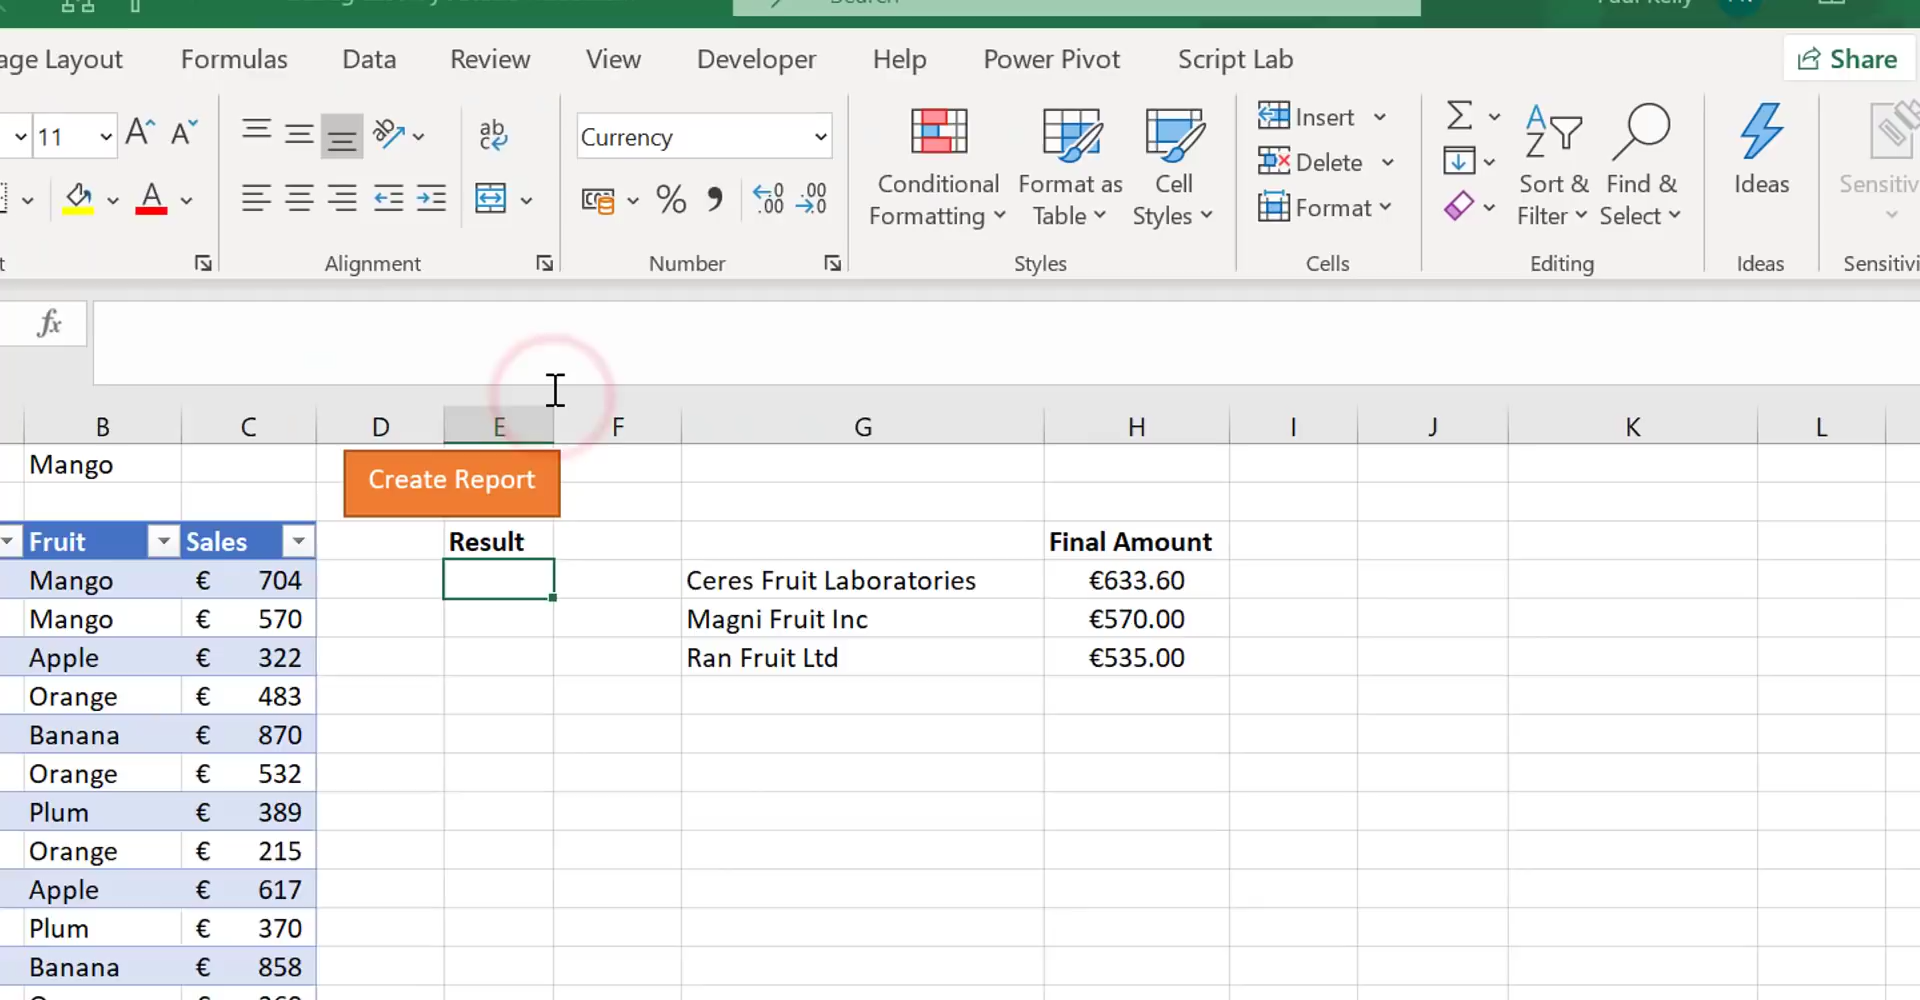 age Layout Formulas Data Review View Developer Help Power Pivot Script Lab Share
11 A A ab Currency Insert
c
Conditional Format as Cell Delete Sort & Find & Ideas
Formatting Table Styles Format Filter Select
% , .00 .00
Alignment Number Styles Cells Editing Ideas
fx
B C D E F G H I J K L
Mango Create Report
Fruit Sales Result Final Amount
Mango € 704 Ceres Fruit Laboratories €633.60
Mango € 570 Magni Fruit Inc €570.00
Apple € 322 Ran Fruit Ltd €535.00
Orange € 483
Banana € 870
Orange € 532
Plum € 389
Orange € 215
Apple € 617
Plum € 370
Banana € 858